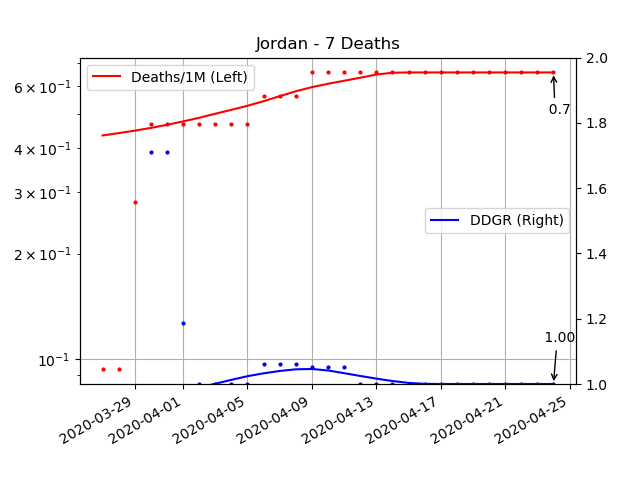 Jordan - 7 Deaths
Deaths/1M (Left)
DDGR (Right)
6 × 10⁻¹
4 × 10⁻¹
3 × 10⁻¹
2 × 10⁻¹
10⁻¹
2.0
1.8
1.6
1.4
1.2
1.0
0.7
1.00
2020-03-29
2020-04-01
2020-04-05
2020-04-09
2020-04-13
2020-04-17
2020-04-21
2020-04-25